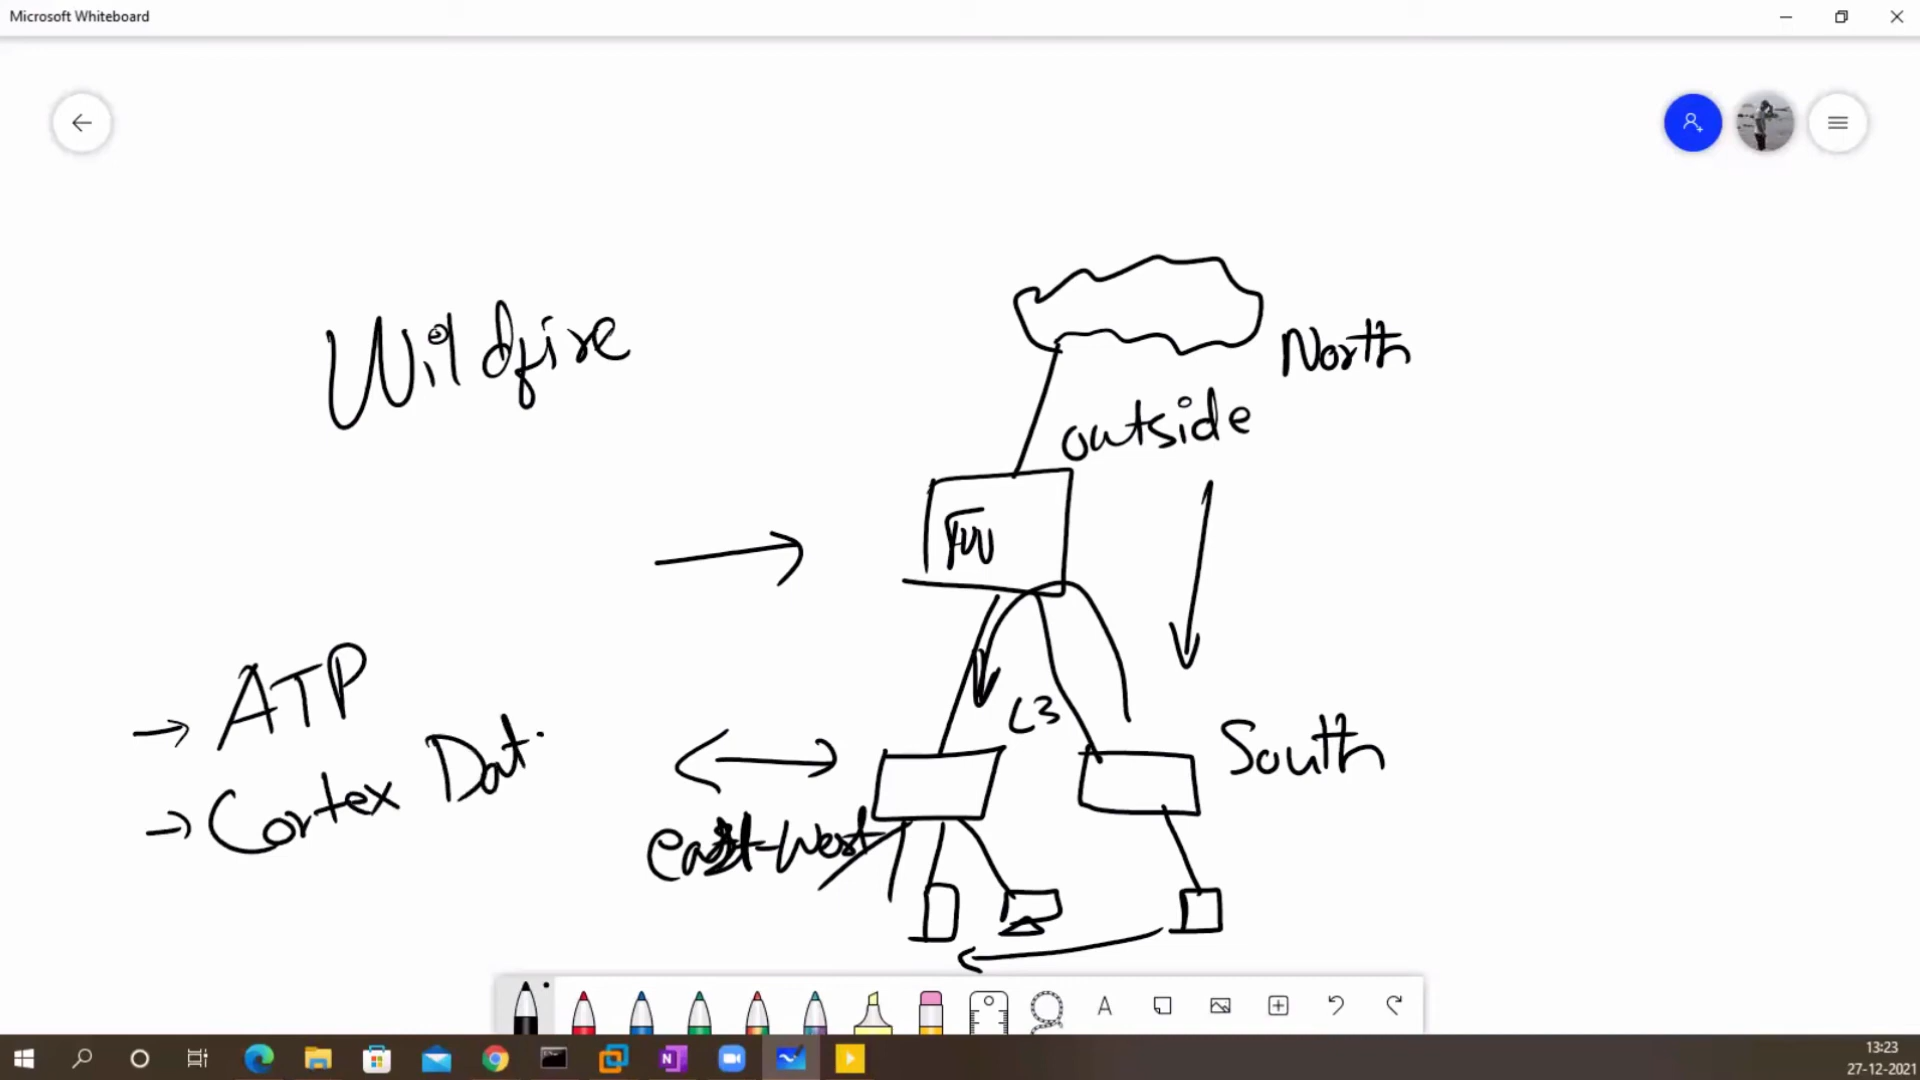 Microsoft Whiteboard
Wildfire
North
outside
FW
ATP
L3
South
Cortex Dat
east-west
A
N
13:23
27-12-2021